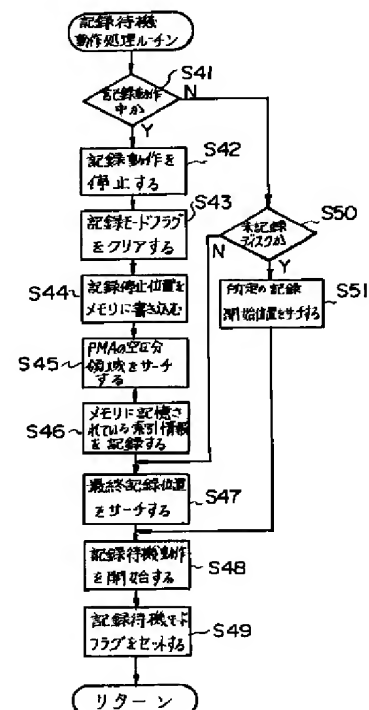 記録待機
動作処理ルーチン
S41
記録動作
中か
N
Y
S42
記録動作を
停止する
S43
記録モードフラグ
をクリアする
S50
未記録
ディスクか
N
Y
S44
記録停止位置を
メモリに書き込む
S51
所定の記録
開始位置をサーチする
S45
PMAの空区分
領域をサーチ
する
S46
メモリに記憶さ
れている索引情報
を記録する
S47
最終記録位置
をサーチする
S48
記録待機動作
を開始する
S49
記録待機モード
フラグをセットする
リターン